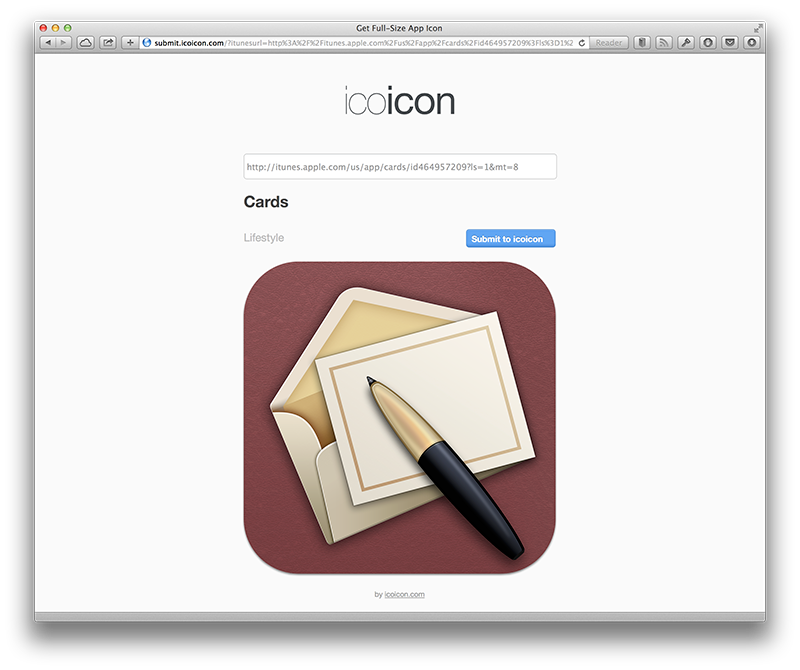 Get Full-Size App Icon
submit.icoicon.com/?itunesurl=http%3A%2F%2Fitunes.apple.com%2Fus%2Fapp%2Fcards%2Fid464957209%3Fls%3D1%2
Reader
icoicon
http://itunes.apple.com/us/app/cards/id464957209?ls=1&mt=8
Cards
Lifestyle
Submit to icoicon
by icoicon.com